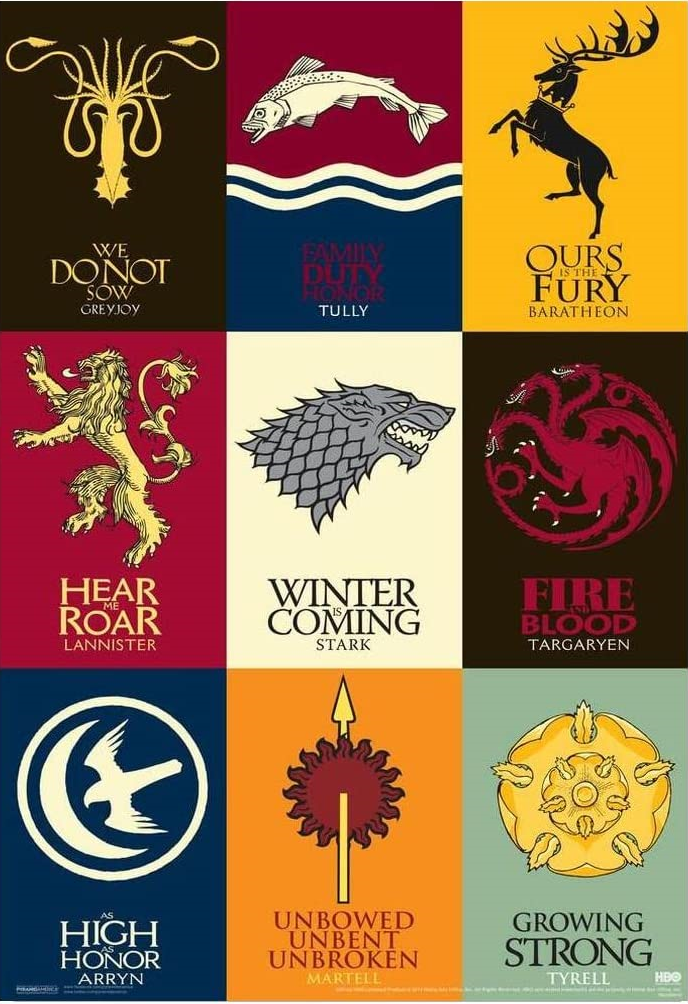 WE
DO NOT
SOW
GREYJOY
FAMILY
DUTY
HONOR
TULLY
OURS
IS THE
FURY
BARATHEON
HEAR
ME
ROAR
LANNISTER
WINTER
IS
COMING
STARK
FIRE
AND
BLOOD
TARGARYEN
AS
HIGH
AS
HONOR
ARRYN
UNBOWED
UNBENT
UNBROKEN
MARTELL
GROWING
STRONG
TYRELL
PYRAMID AMERICA
HBO